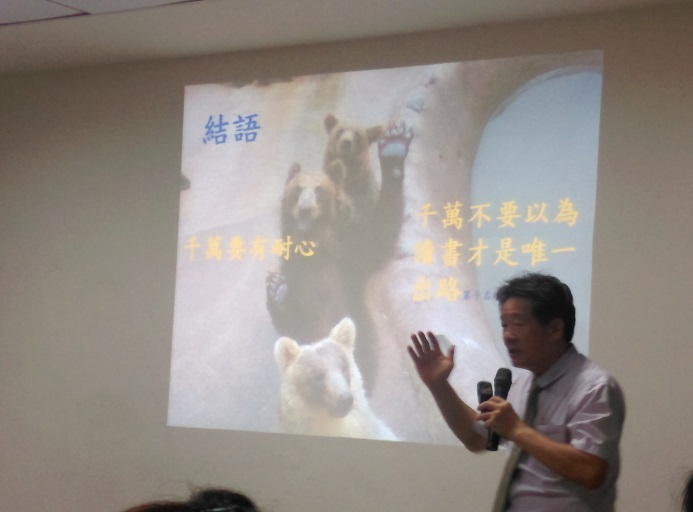 結語
千萬要有耐心
千萬不要以為
讀書才是唯一
出路